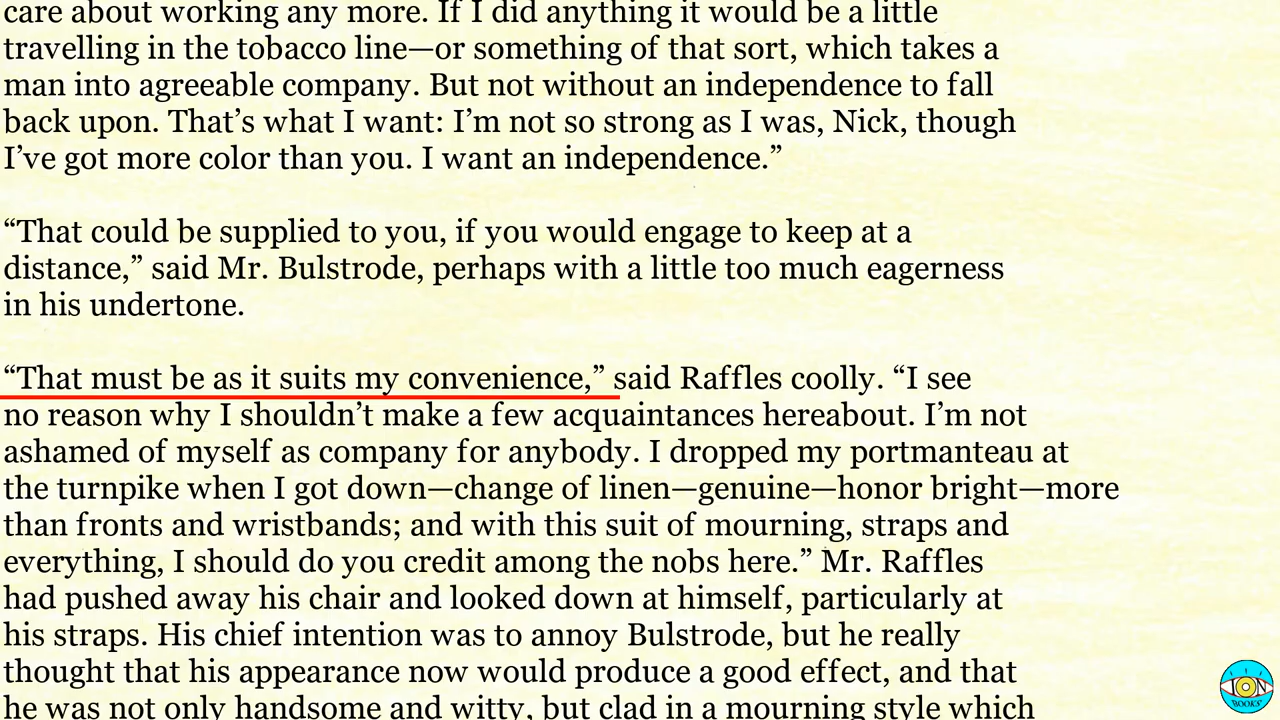 care about working any more. If I did anything it would be a little
travelling in the tobacco line—or something of that sort, which takes a
man into agreeable company. But not without an independence to fall
back upon. That’s what I want: I’m not so strong as I was, Nick, though
I’ve got more color than you. I want an independence.”
“That could be supplied to you, if you would engage to keep at a
distance,” said Mr. Bulstrode, perhaps with a little too much eagerness
in his undertone.
“That must be as it suits my convenience,” said Raffles coolly. “I see
no reason why I shouldn’t make a few acquaintances hereabout. I’m not
ashamed of myself as company for anybody. I dropped my portmanteau at
the turnpike when I got down—change of linen—genuine—honor bright—more
than fronts and wristbands; and with this suit of mourning, straps and
everything, I should do you credit among the nobs here.” Mr. Raffles
had pushed away his chair and looked down at himself, particularly at
his straps. His chief intention was to annoy Bulstrode, but he really
thought that his appearance now would produce a good effect, and that
he was not only handsome and witty, but clad in a mourning style which
ION
BOOKS